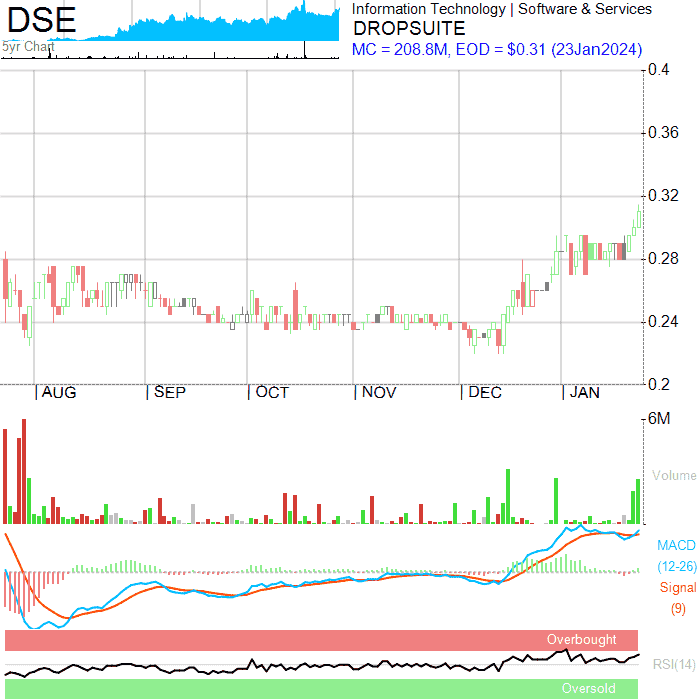 DSE
5yr Chart
Information Technology | Software & Services
DROPSUITE
MC = 208.8M, EOD = $0.31 (23Jan2024)
0.4
0.36
0.32
0.28
0.24
0.2
| AUG | SEP | OCT | NOV | DEC | JAN
6M
Volume
MACD
(12-26)
Signal
(9)
Overbought
RSI(14)
Oversold